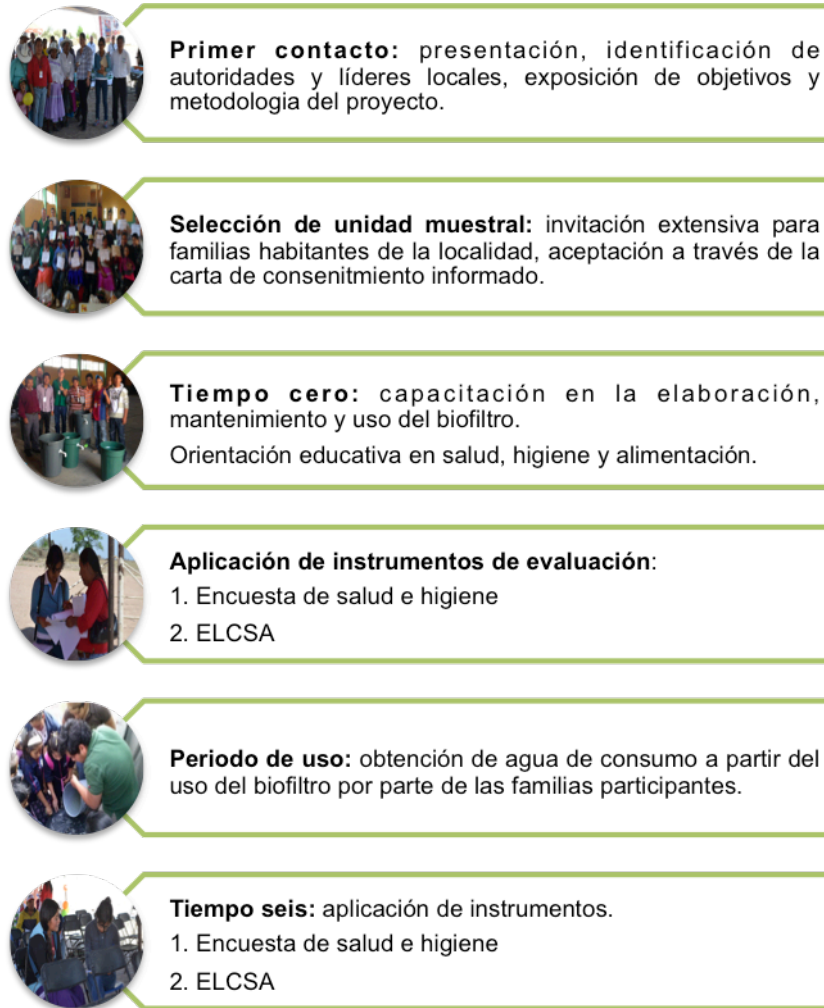 Primer contacto: presentación, identificación de
autoridades y líderes locales, exposición de objetivos y
metodologia del proyecto.
Selección de unidad muestral: invitación extensiva para
familias habitantes de la localidad, aceptación a través de la
carta de consenitmiento informado.
Tiempo cero: capacitación en la elaboración,
mantenimiento y uso del biofiltro.
Orientación educativa en salud, higiene y alimentación.
Aplicación de instrumentos de evaluación:
1. Encuesta de salud e higiene
2. ELCSA
Periodo de uso: obtención de agua de consumo a partir del
uso del biofiltro por parte de las familias participantes.
Tiempo seis: aplicación de instrumentos.
1. Encuesta de salud e higiene
2. ELCSA